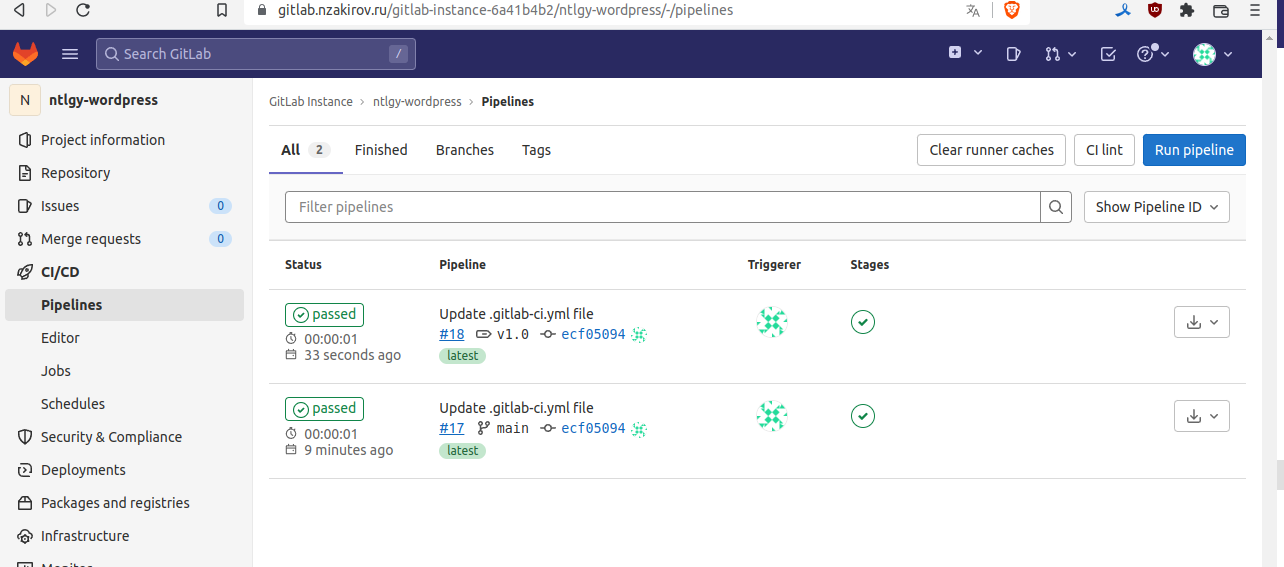 gitlab.nzakirov.ru/gitlab-instance-6a41b4b2/ntlgy-wordpress/-/pipelines
Search GitLab /
N ntlgy-wordpress
Project information
Repository
Issues 0
Merge requests 0
CI/CD
Pipelines
Editor
Jobs
Schedules
Security & Compliance
Deployments
Packages and registries
Infrastructure
Monitor
GitLab Instance › ntlgy-wordpress › Pipelines
All 2 Finished Branches Tags Clear runner caches CI lint Run pipeline
Filter pipelines Show Pipeline ID
Status Pipeline Triggerer Stages
passed
00:00:01
33 seconds ago
Update .gitlab-ci.yml file
#18 v1.0 ecf05094
latest
passed
00:00:01
9 minutes ago
Update .gitlab-ci.yml file
#17 main ecf05094
latest